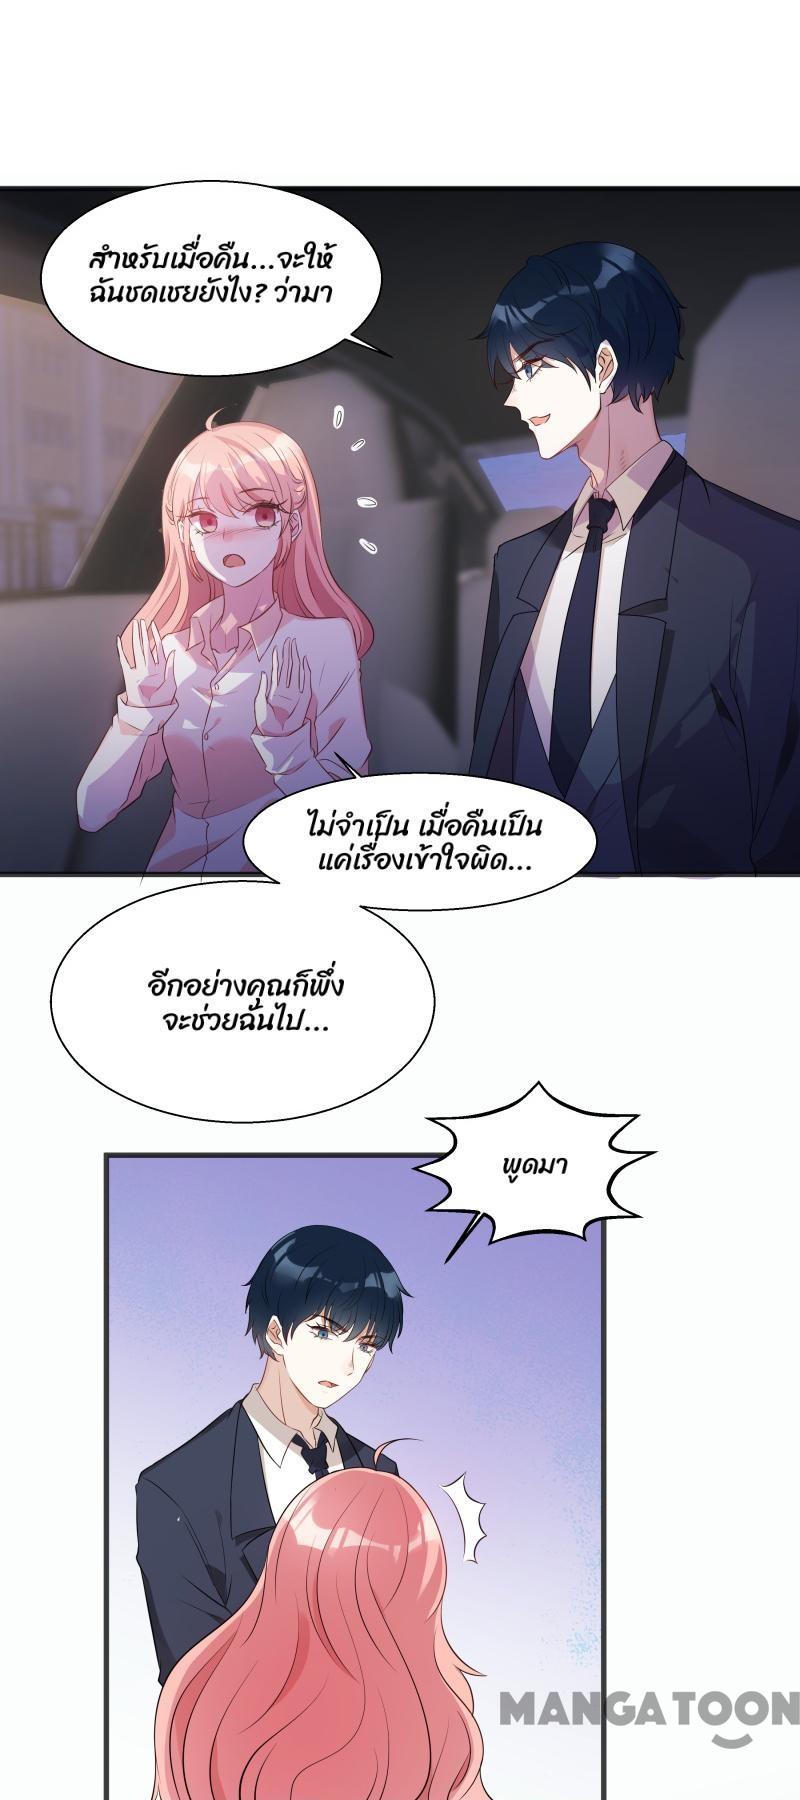 สำหรับเมื่อคืน...จะให้
ฉันชดเชยยังไง? ว่ามา
ไม่จำเป็น เมื่อคืนเป็น
แค่เรื่องเข้าใจผิด...
อีกอย่างคุณก็พึ่ง
จะช่วยฉันไป...
พูดมา
MANGATOON